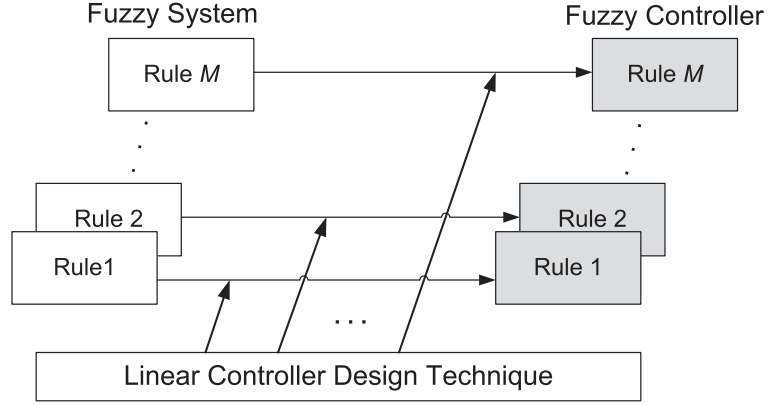 Fuzzy System
Fuzzy Controller
Rule M
Rule M
Rule 2
Rule 2
Rule1
Rule 1
...
Linear Controller Design Technique